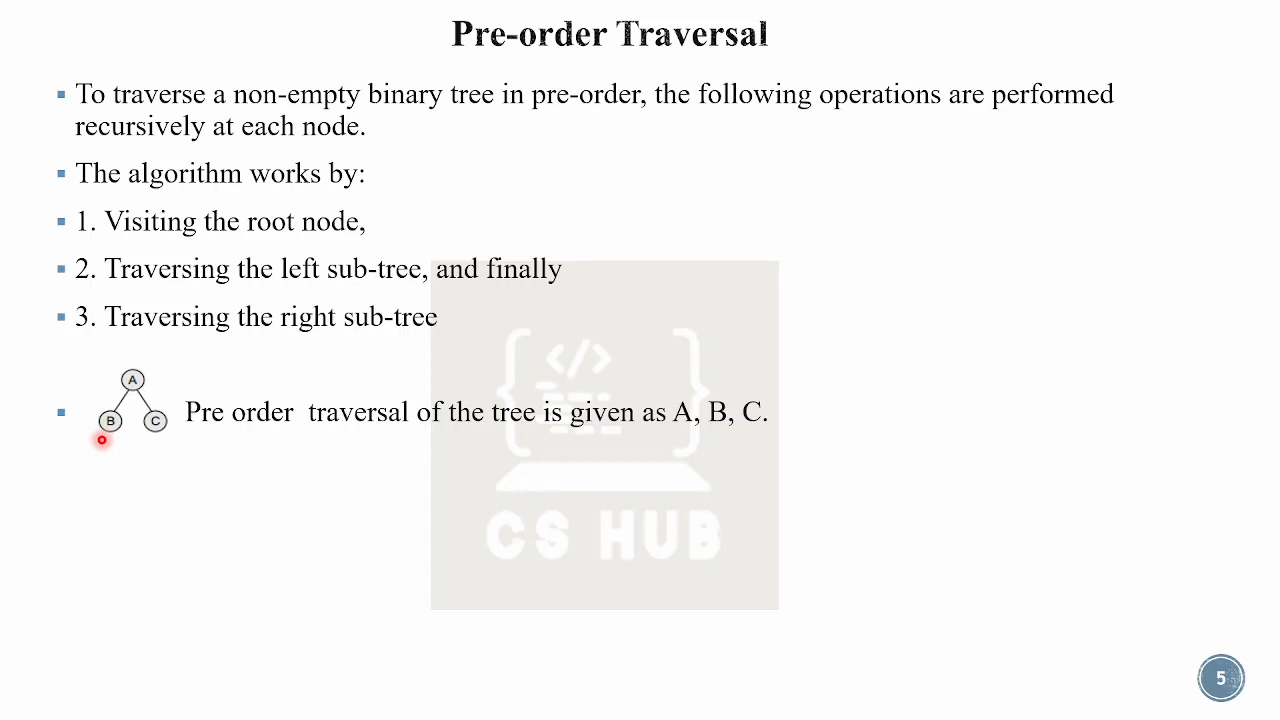 Pre-order Traversal
▪ To traverse a non-empty binary tree in pre-order, the following operations are performed
recursively at each node.
▪ The algorithm works by:
▪ 1. Visiting the root node,
▪ 2. Traversing the left sub-tree, and finally
▪ 3. Traversing the right sub-tree
A
B
C
▪ Pre order traversal of the tree is given as A, B, C.
</>
CS HUB
5